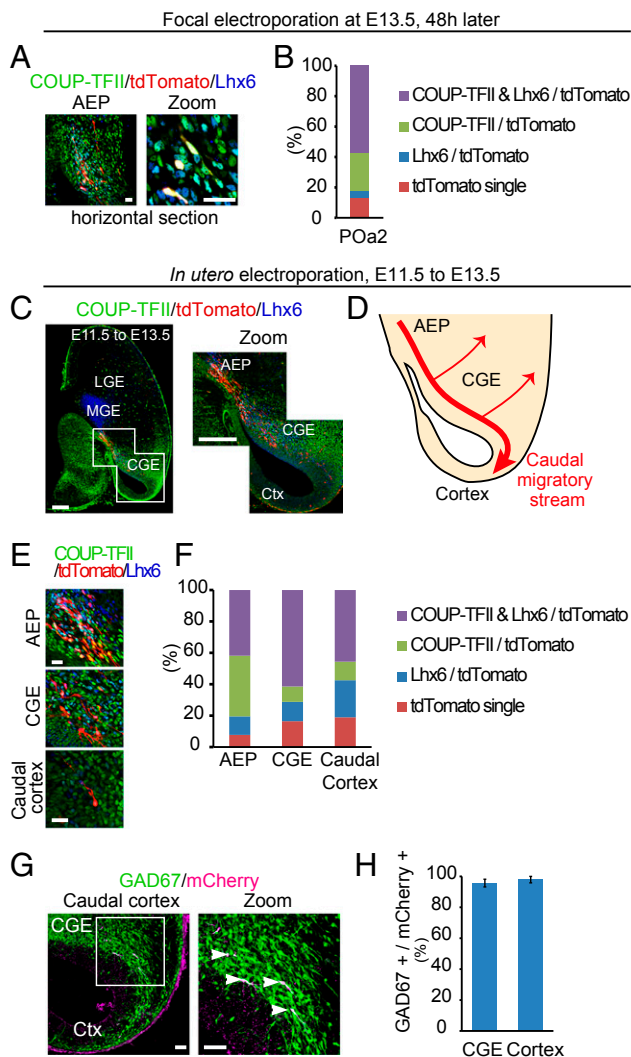 Focal electroporation at E13.5, 48h later
A
COUP-TFII/tdTomato/Lhx6
AEP
Zoom
horizontal section
B
100
80
60
40
20
0
(%)
POa2
COUP-TFII & Lhx6 / tdTomato
COUP-TFII / tdTomato
Lhx6 / tdTomato
tdTomato single
In utero electroporation, E11.5 to E13.5
C
COUP-TFII/tdTomato/Lhx6
E11.5 to E13.5
LGE
MGE
CGE
Zoom
AEP
CGE
Ctx
D
AEP
CGE
Cortex
Caudal
migratory
stream
E
COUP-TFII
/tdTomato/Lhx6
AEP
CGE
Caudal
cortex
F
100
80
60
40
20
0
(%)
AEP
CGE
Caudal
Cortex
COUP-TFII & Lhx6 / tdTomato
COUP-TFII / tdTomato
Lhx6 / tdTomato
tdTomato single
G
GAD67/mCherry
Caudal cortex
Zoom
CGE
Ctx
H
GAD67 + / mCherry +
(%)
100
80
60
40
20
0
CGE
Cortex